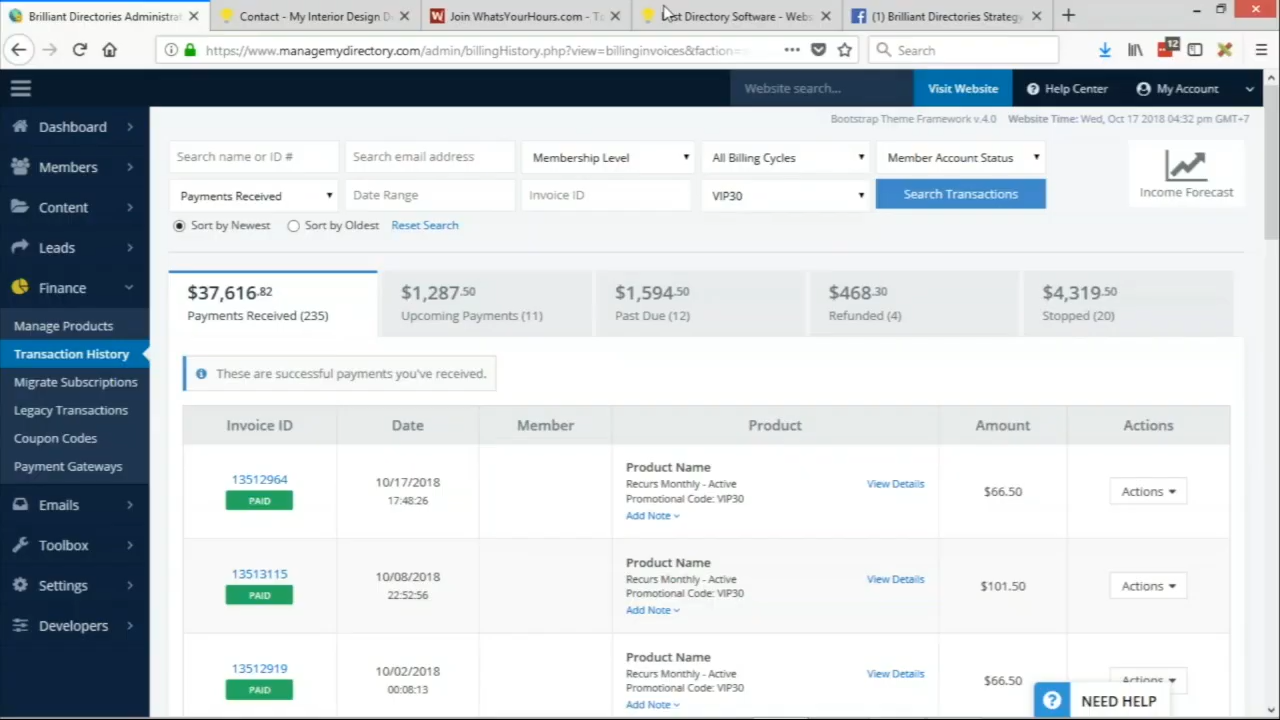 Brilliant Directories Administrat
Contact - My Interior Design D
Join WhatsYourHours.com - T
st Directory Software - Webs
(1) Brilliant Directories Strategy
https://www.managemydirectory.com/admin/billingHistory.php?view=billinginvoices&faction=
Search
12
Website search...
Visit Website
Help Center
My Account
Bootstrap Theme Framework v.4.0 Website Time: Wed, Oct 17 2018 04:32 pm GMT+7
Dashboard
Members
Content
Leads
Finance
Manage Products
Transaction History
Migrate Subscriptions
Legacy Transactions
Coupon Codes
Payment Gateways
Emails
Toolbox
Settings
Developers
Search name or ID #
Search email address
Membership Level
All Billing Cycles
Member Account Status
Payments Received
Date Range
Invoice ID
VIP30
Search Transactions
Income Forecast
Sort by Newest
Sort by Oldest
Reset Search
$37,616.82
Payments Received (235)
$1,287.50
Upcoming Payments (11)
$1,594.50
Past Due (12)
$468.30
Refunded (4)
$4,319.50
Stopped (20)
These are successful payments you've received.
Invoice ID Date Member Product Amount Actions
13512964
PAID
10/17/2018
17:48:26
Product Name
Recurs Monthly - Active
Promotional Code: VIP30
Add Note
View Details
$66.50
Actions
13513115
PAID
10/08/2018
22:52:56
Product Name
Recurs Monthly - Active
Promotional Code: VIP30
Add Note
View Details
$101.50
Actions
13512919
PAID
10/02/2018
00:08:13
Product Name
Recurs Monthly - Active
Promotional Code: VIP30
Add Note
View Details
$66.50
Actions
NEED HELP